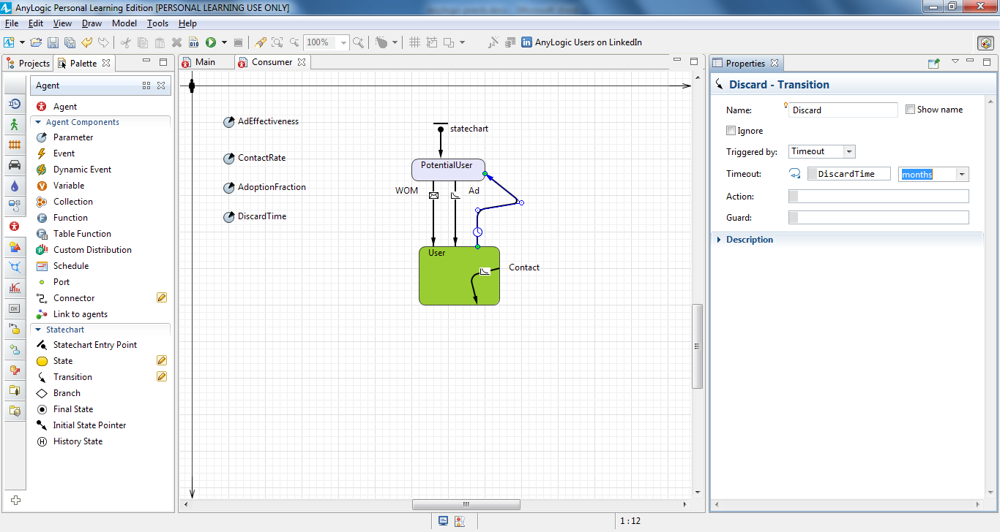 AnyLogic Personal Learning Edition [PERSONAL LEARNING USE ONLY]
File Edit View Draw Model Tools Help
100% AnyLogic Users on LinkedIn
Projects Palette
Agent
Agent
Agent Components
Parameter
Event
Dynamic Event
Variable
Collection
Function
Table Function
Custom Distribution
Schedule
Port
Connector
Link to agents
Statechart
Statechart Entry Point
State
Transition
Branch
Final State
Initial State Pointer
History State
Main Consumer
AdEffectiveness
ContactRate
AdoptionFraction
DiscardTime
statechart
PotentialUser
WOM Ad
User
Contact
Properties
Discard - Transition
Name: Discard Show name
Ignore
Triggered by: Timeout
Timeout: DiscardTime months
Action:
Guard:
Description
1 : 12